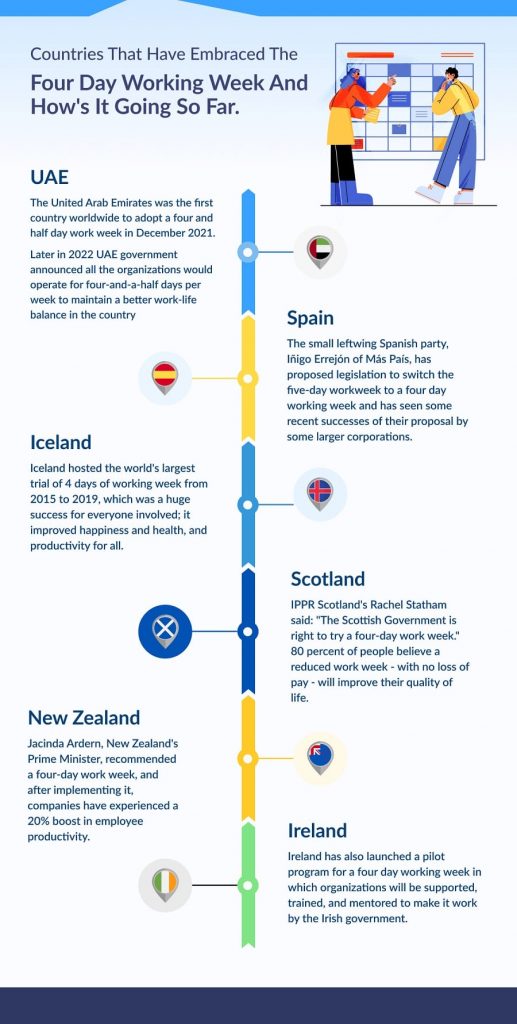 Countries That Have Embraced The
Four Day Working Week And
How's It Going So Far.
UAE
The United Arab Emirates was the first
country worldwide to adopt a four and
half day work week in December 2021.
Later in 2022 UAE government
announced all the organizations would
operate for four-and-a-half days per
week to maintain a better work-life
balance in the country
Spain
The small leftwing Spanish party,
Iñigo Errejón of Más País, has
proposed legislation to switch the
five-day workweek to a four day
working week and has seen some
recent successes of their proposal by
some larger corporations.
Iceland
Iceland hosted the world's largest
trial of 4 days of working week from
2015 to 2019, which was a huge
success for everyone involved; it
improved happiness and health, and
productivity for all.
Scotland
IPPR Scotland's Rachel Statham
said: "The Scottish Government is
right to try a four-day work week."
80 percent of people believe a
reduced work week - with no loss of
pay - will improve their quality of
life.
New Zealand
Jacinda Ardern, New Zealand's
Prime Minister, recommended
a four-day work week, and
after implementing it,
companies have experienced a
20% boost in employee
productivity.
Ireland
Ireland has also launched a pilot
program for a four day working week in
which organizations will be supported,
trained, and mentored to make it work
by the Irish government.